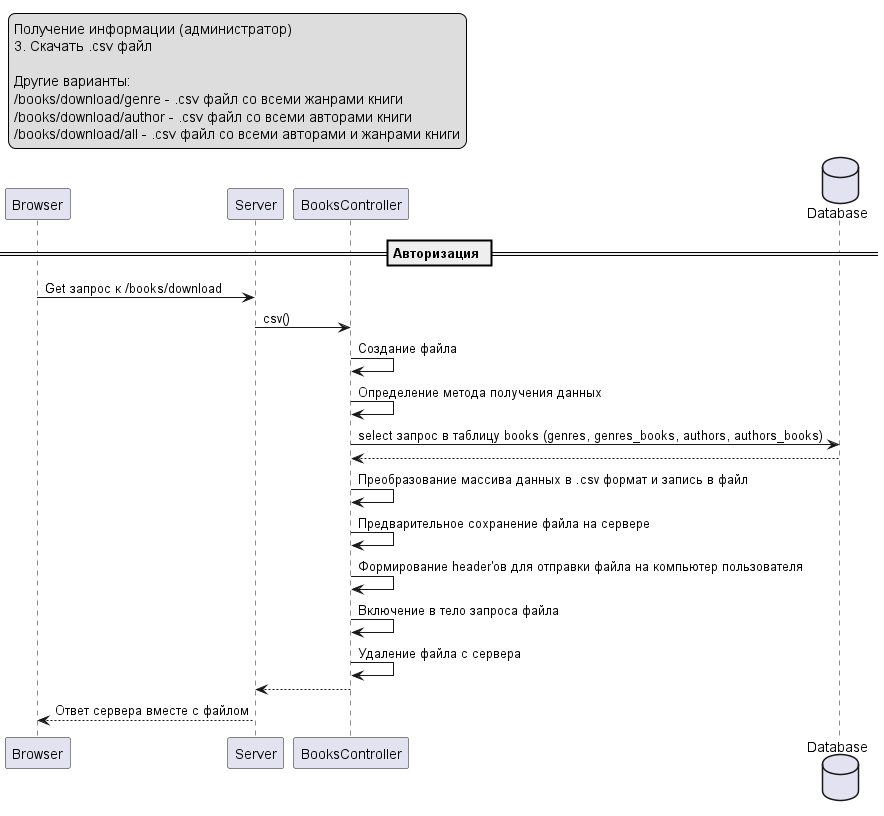 Получение информации (администратор)
3. Скачать .csv файл
Другие варианты:
/books/download/genre - .csv файл со всеми жанрами книги
/books/download/author - .csv файл со всеми авторами книги
/books/download/all - .csv файл со всеми авторами и жанрами книги
Browser
Server
BooksController
Database
Авторизация
Get запрос к /books/download
csv()
Создание файла
Определение метода получения данных
select запрос в таблицу books (genres, genres_books, authors, authors_books)
Преобразование массива данных в .csv формат и запись в файл
Предварительное сохранение файла на сервере
Формирование header'ов для отправки файла на компьютер пользователя
Включение в тело запроса файла
Удаление файла с сервера
Ответ сервера вместе с файлом
Browser
Server
BooksController
Database